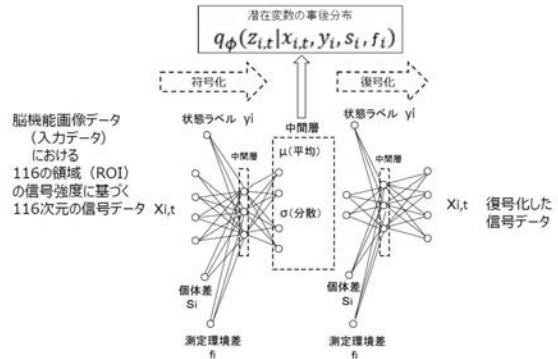 潜在変数の事後分布
qϕ(zi,t|xi,t, yi, si, fi)
符号化
復号化
脳機能画像データ
(入力データ)
における
116の領域(ROI)
の信号強度に基づく
116次元の信号データ Xi,t
状態ラベル yi
中間層
個体差
Si
測定環境差
fi
中間層
μ(平均)
σ(分散)
状態ラベル yi
中間層
個体差
Si
測定環境差
fi
Xi,t 復号化した
信号データ